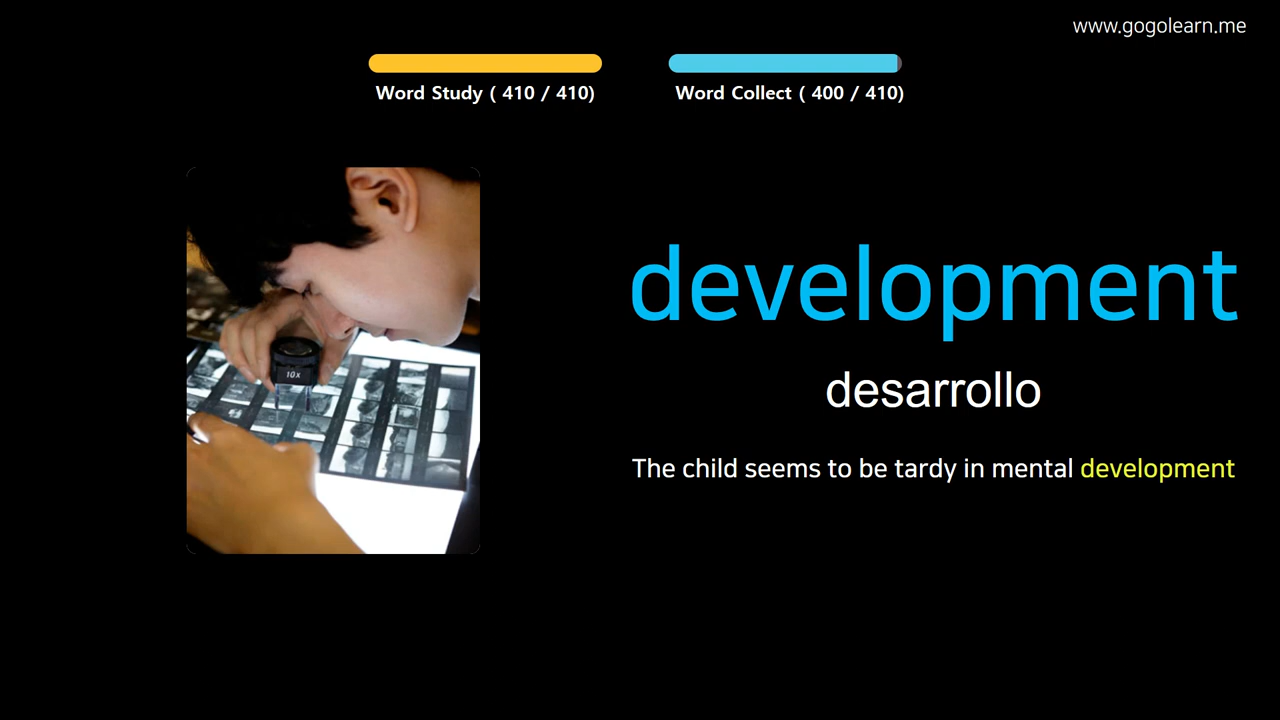 www.gogolearn.me
Word Study ( 410 / 410)
Word Collect ( 400 / 410)
10x
development
desarrollo
The child seems to be tardy in mental development